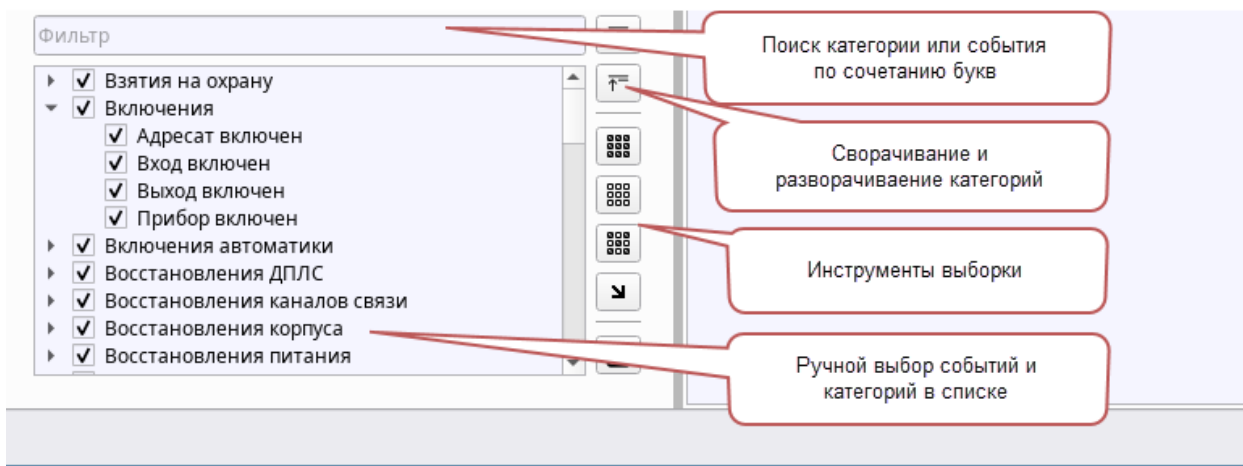 Фильтр
Взятия на охрану
Включения
Адресат включен
Вход включен
Выход включен
Прибор включен
Включения автоматики
Восстановления ДПЛС
Восстановления каналов связи
Восстановления корпуса
Восстановления питания
Поиск категории или события
по сочетанию букв
Сворачивание и
разворачиваение категорий
Инструменты выборки
Ручной выбор событий и
категорий в списке